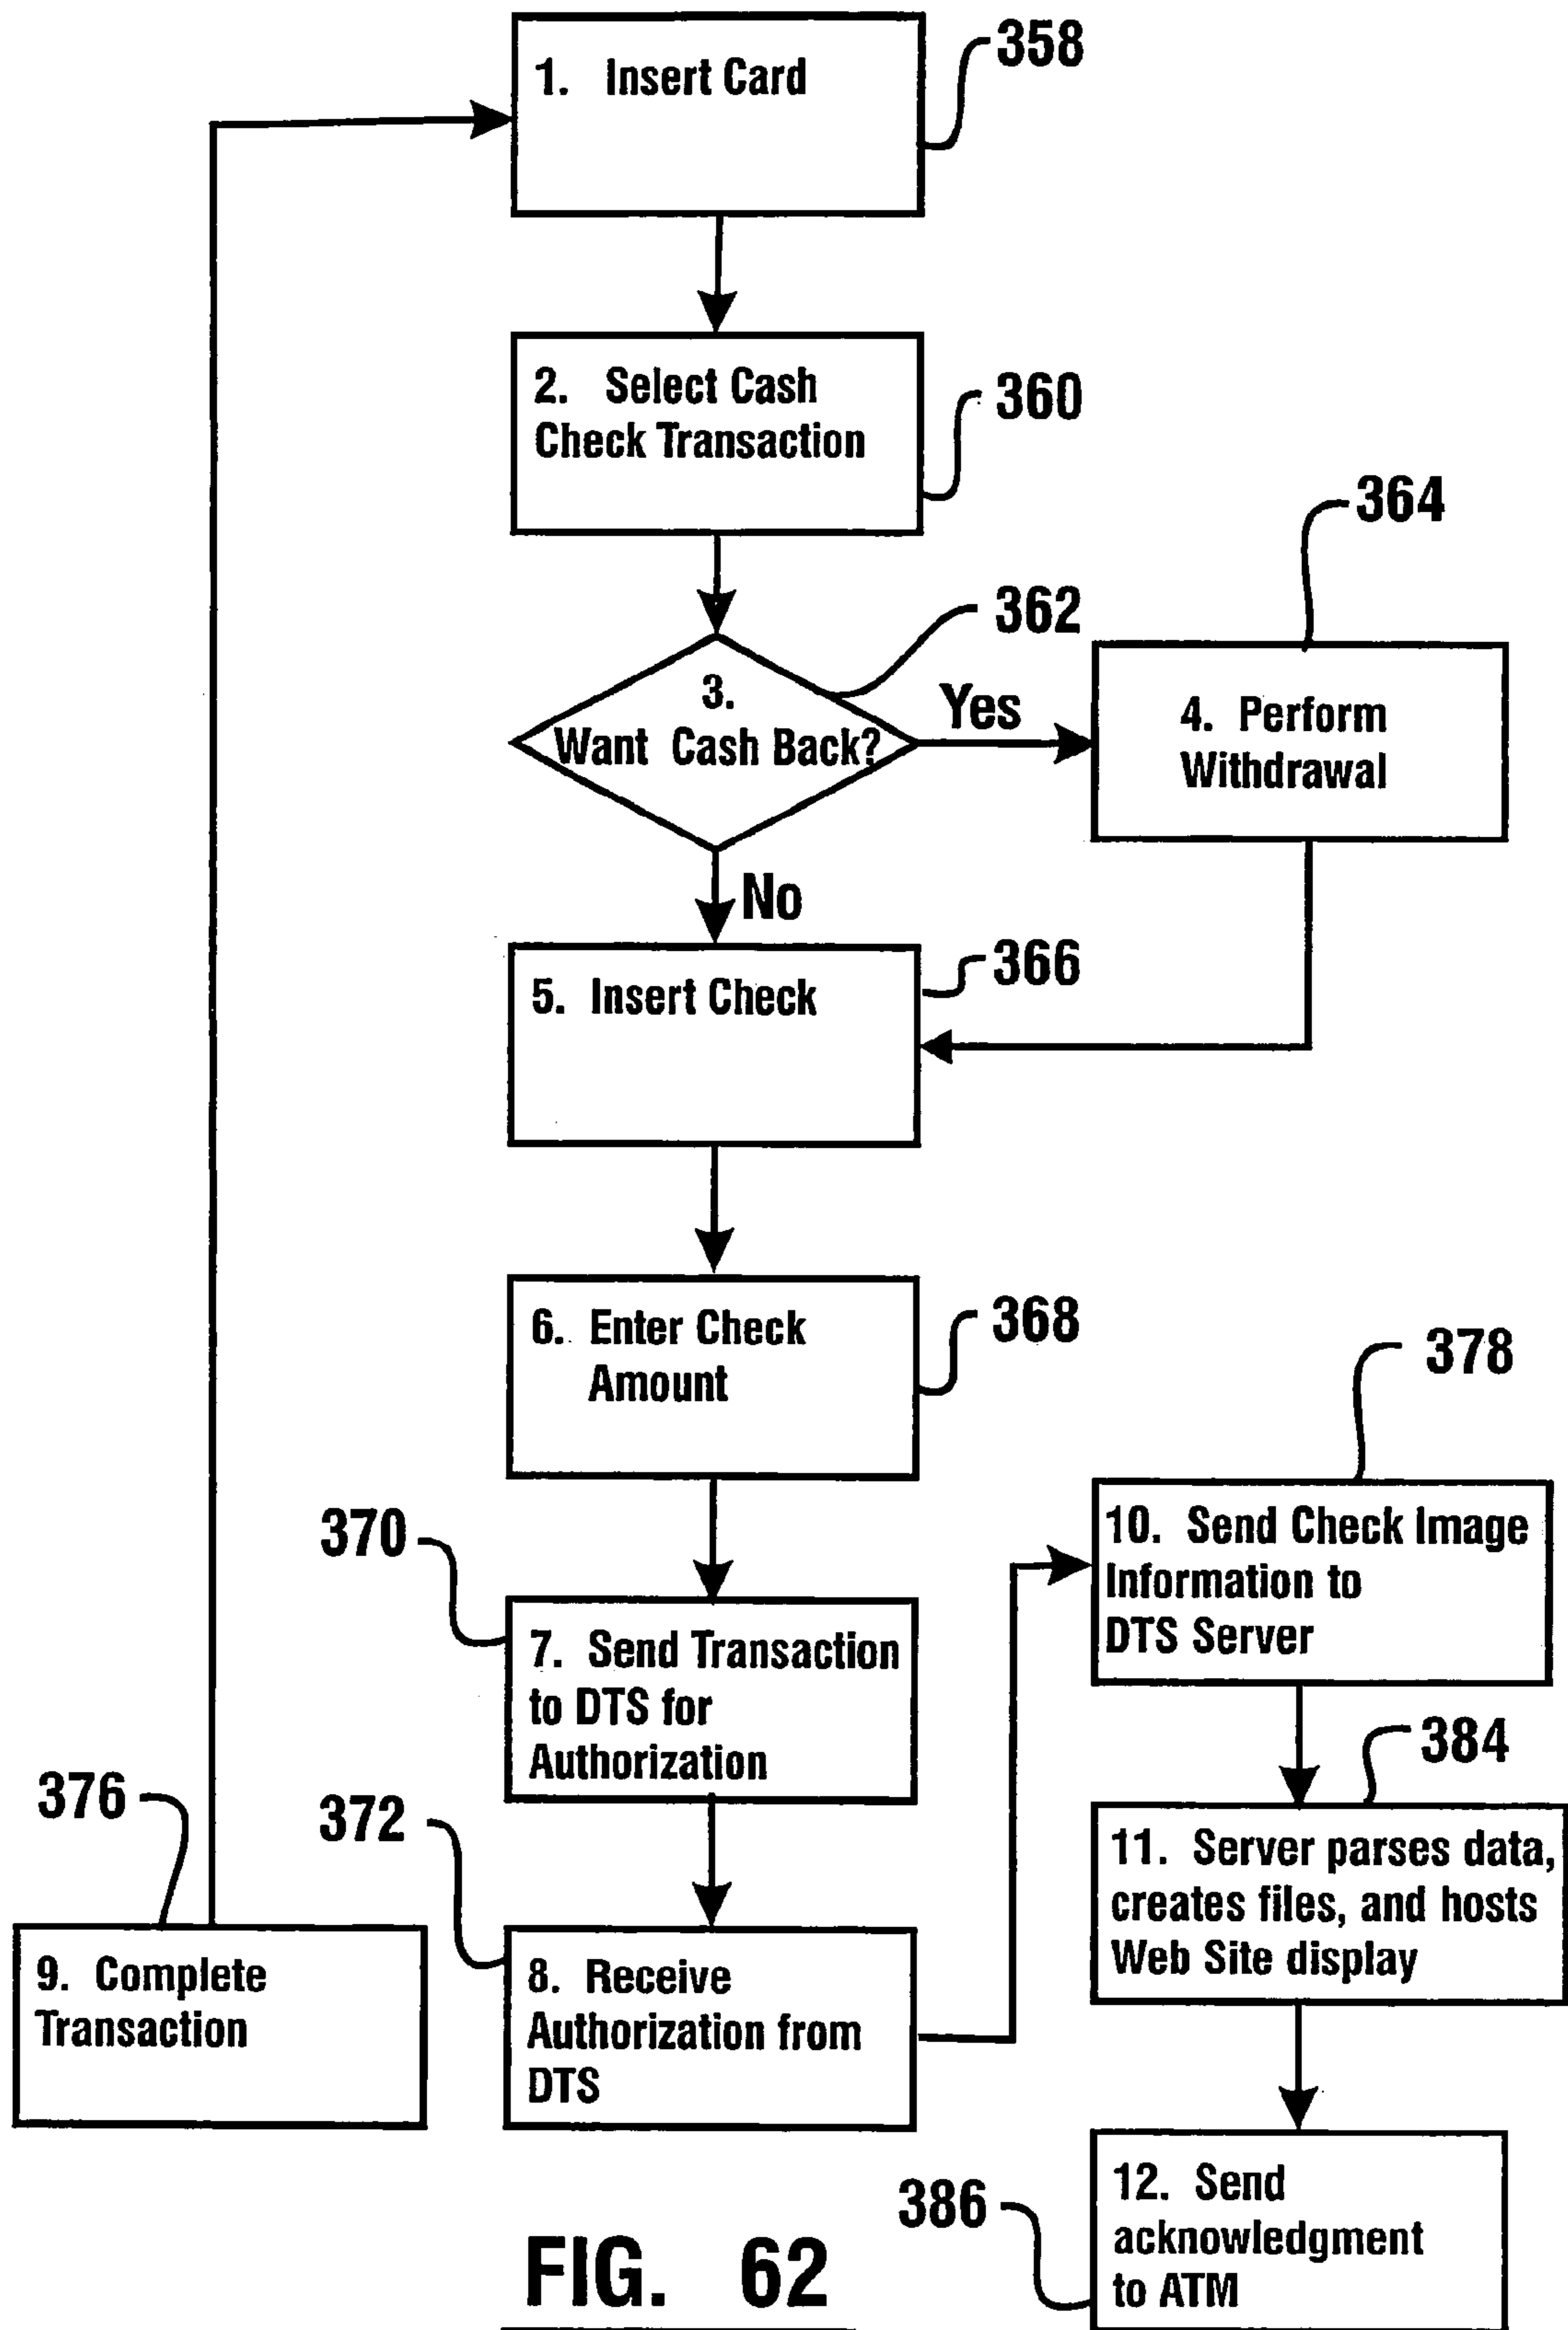 358
1. Insert Card
360
2. Select Cash
Check Transaction
364
362
3.
Want Cash Back?
Yes
4. Perform
Withdrawal
No
366
5. Insert Check
368
6. Enter Check
Amount
378
10. Send Check Image
Information to
DTS Server
370
7. Send Transaction
to DTS for
Authorization
384
11. Server parses data,
creates files, and hosts
Web Site display
376
9. Complete
Transaction
372
8. Receive
Authorization from
DTS
386
12. Send
acknowledgment
to ATM
FIG. 62